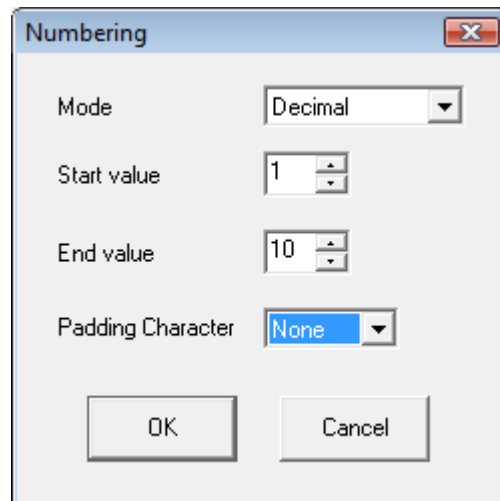 Numbering
Mode Decimal
Start value 1
End value 10
Padding Character None
OK Cancel